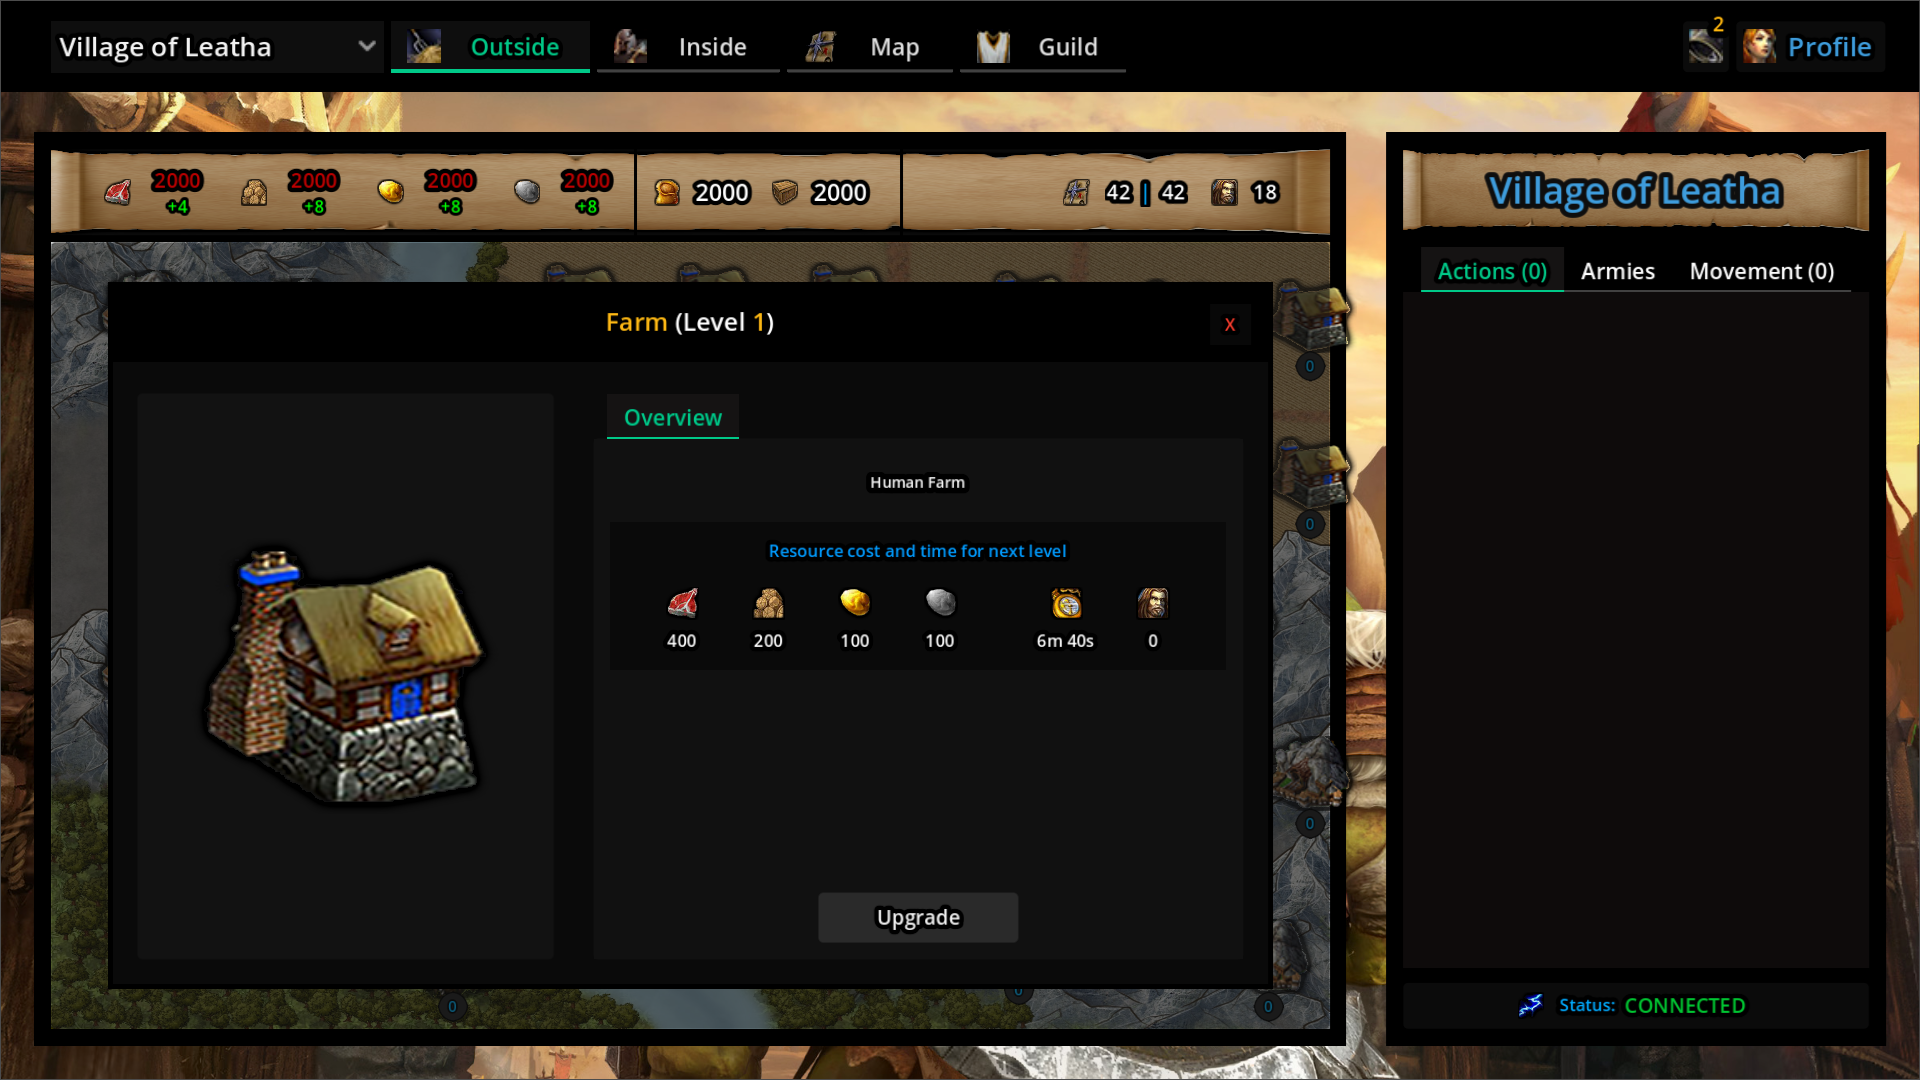 Village of Leatha
Outside
Inside
Map
Guild
2
Profile
2000
+4
2000
+8
2000
+8
2000
+8
2000
2000
42 | 42
18
Village of Leatha
Actions (0)
Armies
Movement (0)
Farm (Level 1)
X
0
Overview
0
Human Farm
Resource cost and time for next level
400
200
100
100
6m 40s
0
0
Upgrade
0
0
0
Status: CONNECTED